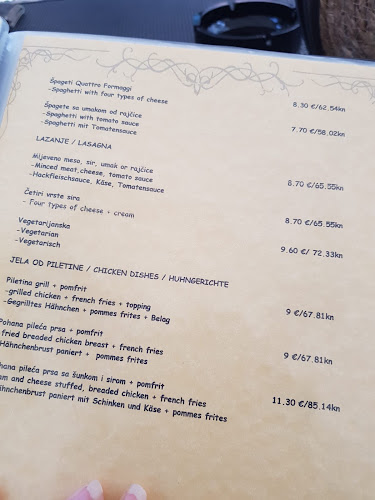 Špageti Quattro Formaggi
-Spaghetti with four types of cheese 8.30 €/62.54kn
Špagete sa umakom od rajčice
-Spaghetti with tomato sauce 7.70 €/58.02kn
-Spaghetti mit Tomatensauce
LAZANJE / LASAGNA
Mljeveno meso, sir, umak or rajčice
-Minced meat,cheese, tomato sauce 8.70 €/65.55kn
-Hackfleischsauce, Käse, Tomatensauce
Četiri vrste sira
- Four types of cheese + cream 8.70 €/65.55kn
Vegetarijanska
-Vegetarian 9.60 €/ 72.33kn
-Vegetarisch
JELA OD PILETINE / CHICKEN DISHES / HUHNGERICHTE
Piletina grill + pomfrit
-grilled chicken + french fries + topping 9 €/67.81kn
-Gegrilltes Hähnchen + pommes frites + Belag
Pohana pileća prsa + pomfrit
fried breaded chicken breast + french fries 9 €/67.81kn
Hähnchenbrust paniert + pommes frites
hana pileća prsa sa šunkom i sirom + pomfrit
am and cheese stuffed, breaded chicken + french fries 11.30 €/85.14kn
ähnchenbrust paniert mit Schinken und Käse + pommes frites